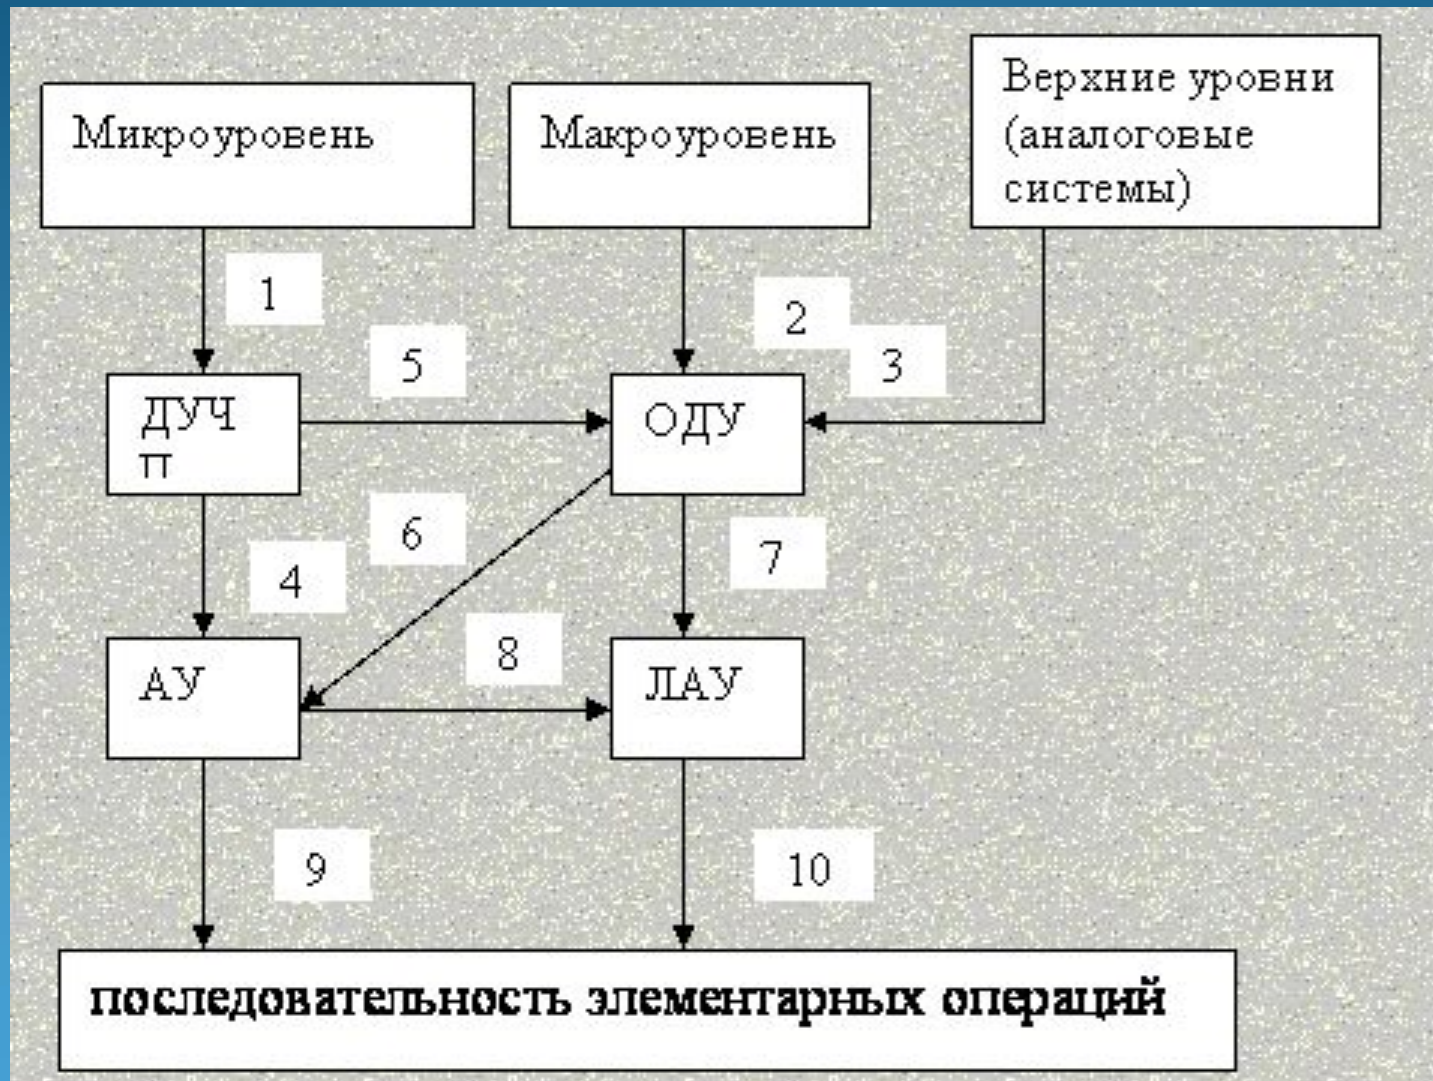 Микроуровень
Макроуровень
Верхние уровни
(аналоговые
системы)
1
2
3
5
ДУЧ
П
ОДУ
6
7
4
8
АУ
ЛАУ
9
10
последовательность элементарных операций